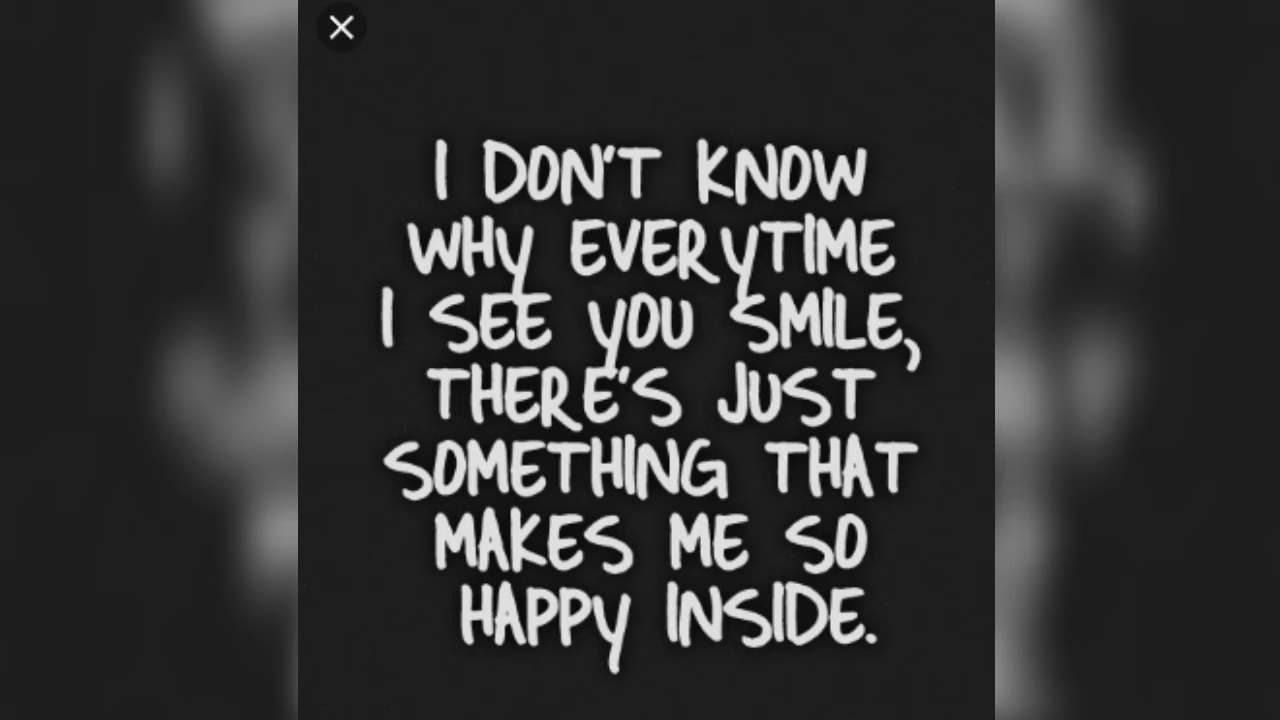 I DON'T KNOW
WHY EVERYTIME
I SEE YOU SMILE,
THERE'S JUST
SOMETHING THAT
MAKES ME SO
HAPPY INSIDE.